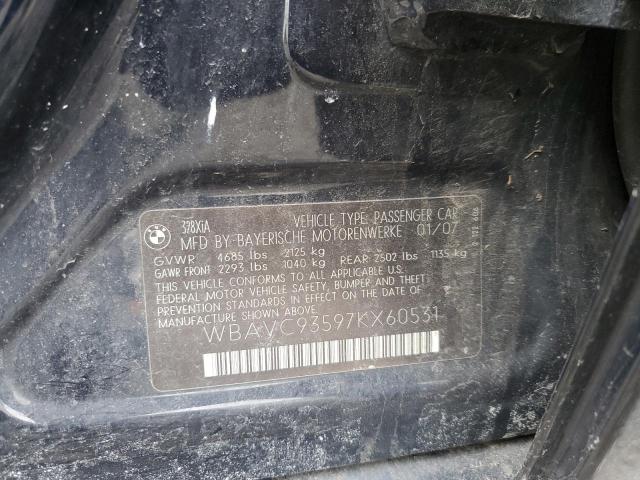 328XiA VEHICLE TYPE: PASSENGER CAR
MFD BY-BAYERISCHE MOTORENWERKE 01/07
GVWR 4685 lbs 2125 kg
GAWR FRONT 2293 lbs 1040 kg REAR 2502 lbs 1135 kg
THIS VEHICLE CONFORMS TO ALL APPLICABLE
FEDERAL MOTOR VEHICLE SAFETY, BUMPER AND THEFT
PREVENTION STANDARDS IN EFFECT ON THE DATE OF
MANUFACTURE SHOWN ABOVE.
WBAVC93597KX60531